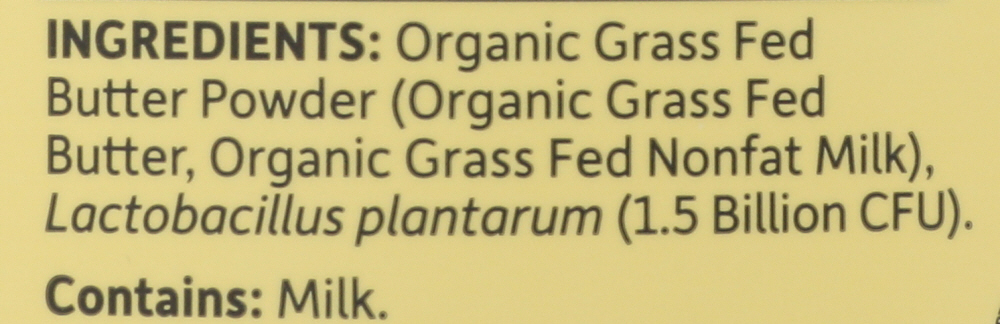 INGREDIENTS: Organic Grass Fed
Butter Powder (Organic Grass Fed
Butter, Organic Grass Fed Nonfat Milk),
Lactobacillus plantarum (1.5 Billion CFU).
Contains: Milk.